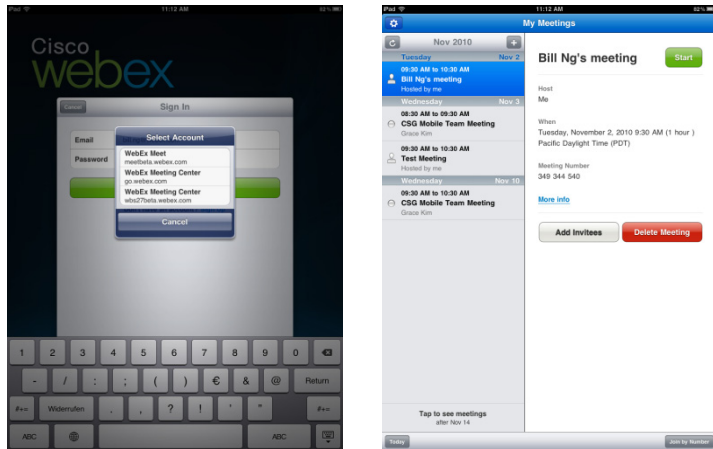 iPad 11:12 AM 82%
Cisco
webex
Cancel Sign In
Email
Password
Select Account
WebEx Meet
meetbeta.webex.com
WebEx Meeting Center
go.webex.com
WebEx Meeting Center
wbs27beta.webex.com
Cancel
1 2 3 4 5 6 7 8 9 0
- / : ; ( ) € & @ Return
#+= Widerrufen . , ? ! ' " #+=
ABC ABC
iPad 11:12 AM 82%
My Meetings
Nov 2010 +
Tuesday Nov 2
09:30 AM to 10:30 AM
Bill Ng's meeting
Hosted by me
Wednesday Nov 3
08:30 AM to 09:30 AM
CSG Mobile Team Meeting
Grace Kim
09:30 AM to 10:30 AM
Test Meeting
Hosted by me
Wednesday Nov 10
09:30 AM to 10:30 AM
CSG Mobile Team Meeting
Grace Kim
Tap to see meetings
after Nov 14
Today
Bill Ng's meeting Start
Host
Me
When
Tuesday, November 2, 2010 9:30 AM (1 hour )
Pacific Daylight Time (PDT)
Meeting Number
349 344 540
More info
Add Invitees Delete Meeting
Join by Number